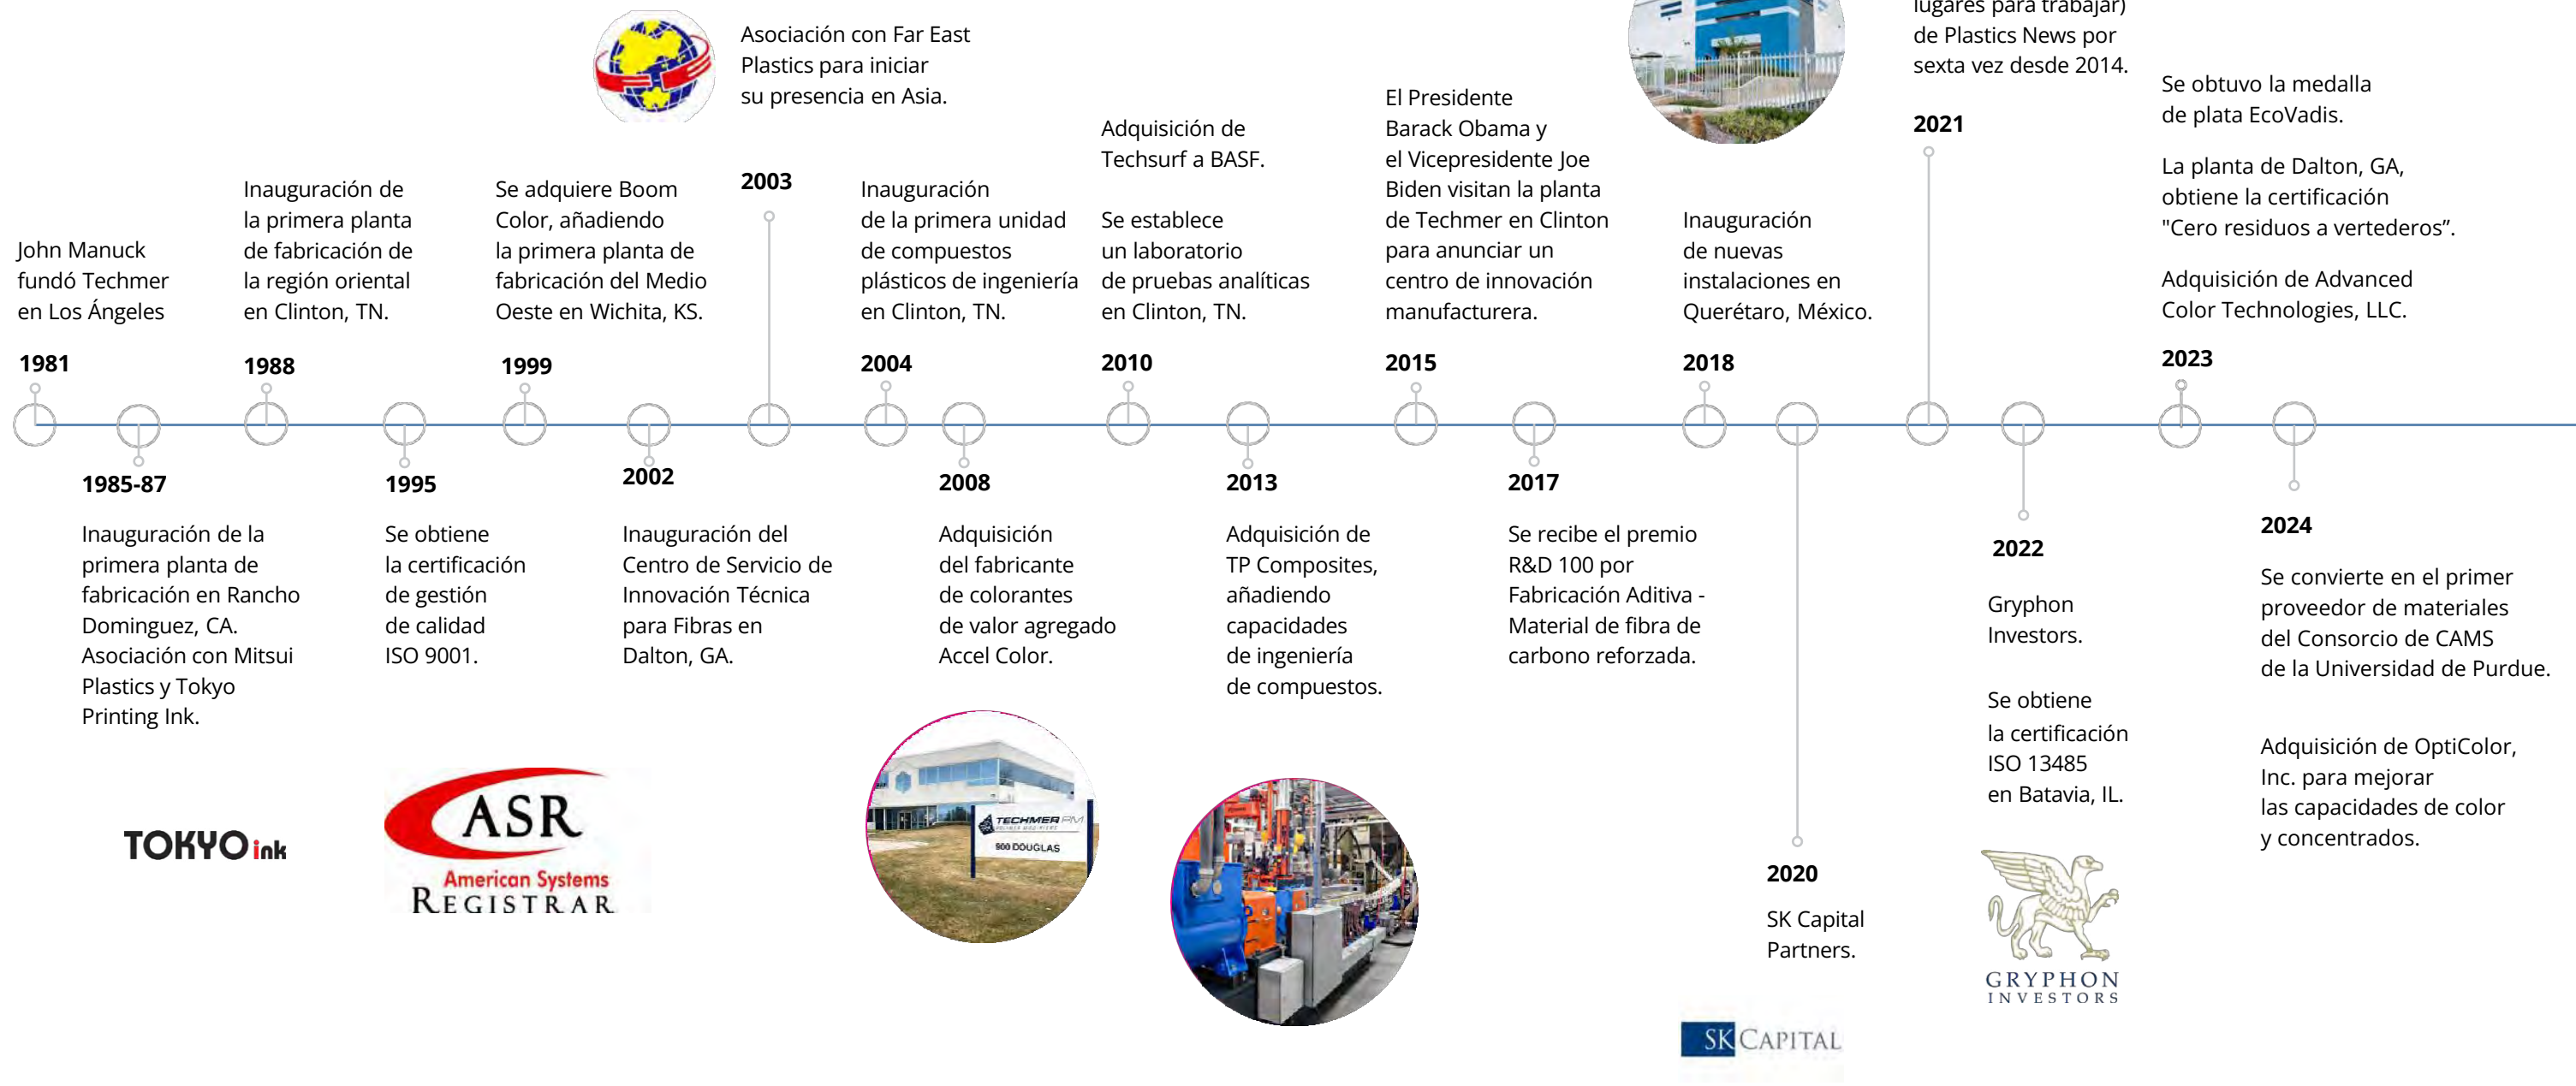 John Manuck
fundó Techmer
en Los Ángeles
1981
1985-87
Inauguración de la
primera planta de
fabricación en Rancho
Dominguez, CA.
Asociación con Mitsui
Plastics y Tokyo
Printing Ink.
TOKYO ink
Inauguración de
la primera planta
de fabricación de
la región oriental
en Clinton, TN.
1988
1995
Se obtiene
la certificación
de gestión
de calidad
ISO 9001.
ASR
American Systems
REGISTRAR
Se adquiere Boom
Color, añadiendo
la primera planta de
fabricación del Medio
Oeste en Wichita, KS.
1999
2002
Inauguración del
Centro de Servicio de
Innovación Técnica
para Fibras en
Dalton, GA.
Asociación con Far East
Plastics para iniciar
su presencia en Asia.
2003
Inauguración
de la primera unidad
de compuestos
plásticos de ingeniería
en Clinton, TN.
2004
2008
Adquisición
del fabricante
de colorantes
de valor agregado
Accel Color.
TECHMER PM
POLYMER MODIFIERS
900 DOUGLAS
Adquisición de
Techsurf a BASF.
Se establece
un laboratorio
de pruebas analíticas
en Clinton, TN.
2010
2013
Adquisición de
TP Composites,
añadiendo
capacidades
de ingeniería
de compuestos.
El Presidente
Barack Obama y
el Vicepresidente Joe
Biden visitan la planta
de Techmer en Clinton
para anunciar un
centro de innovación
manufacturera.
2015
2017
Se recibe el premio
R&D 100 por
Fabricación Aditiva -
Material de fibra de
carbono reforzada.
Inauguración
de nuevas
instalaciones en
Querétaro, México.
2018
2020
SK Capital
Partners.
SK CAPITAL
lugares para trabajar)
de Plastics News por
sexta vez desde 2014.
2021
2022
Gryphon
Investors.
Se obtiene
la certificación
ISO 13485
en Batavia, IL.
GRYPHON
INVESTORS
Se obtuvo la medalla
de plata EcoVadis.
La planta de Dalton, GA,
obtiene la certificación
"Cero residuos a vertederos”.
Adquisición de Advanced
Color Technologies, LLC.
2023
2024
Se convierte en el primer
proveedor de materiales
del Consorcio de CAMS
de la Universidad de Purdue.
Adquisición de OptiColor,
Inc. para mejorar
las capacidades de color
y concentrados.